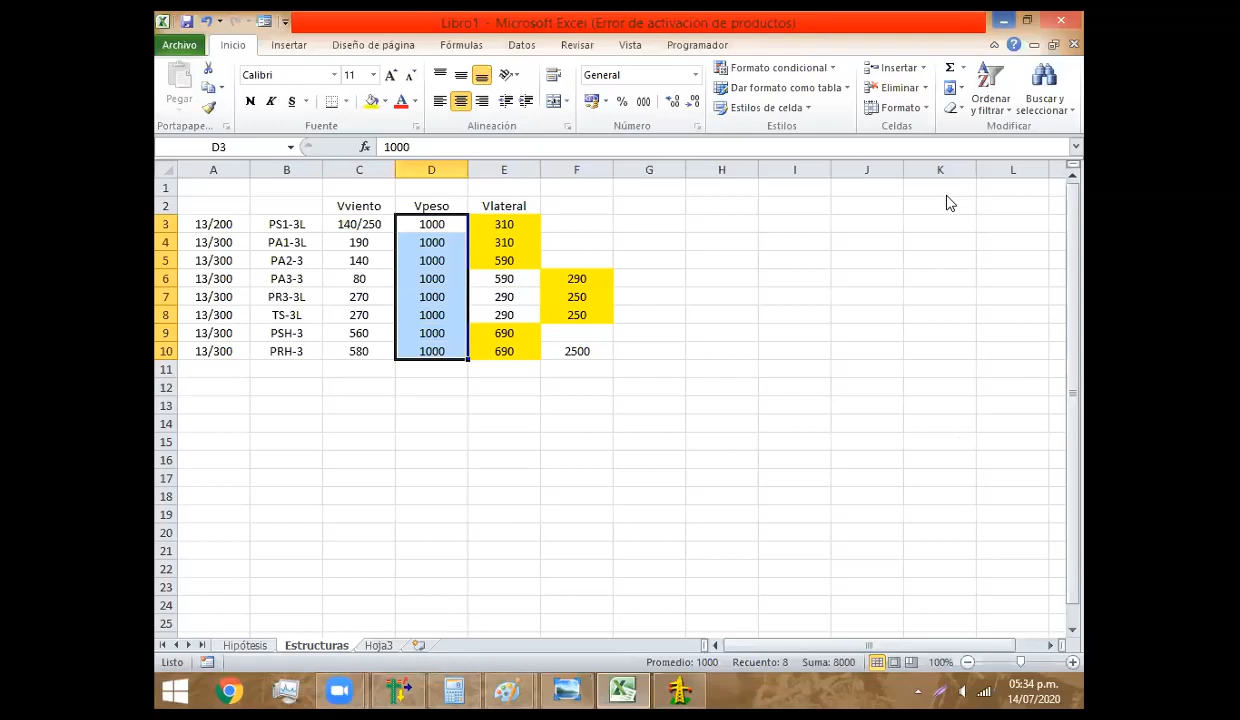 Libro1 - Microsoft Excel (Error de activación de productos)
Archivo Inicio Insertar Diseño de página Fórmulas Datos Revisar Vista Programador
Pegar
Calibri 11
N K S
General
% 000
Formato condicional
Dar formato como tabla
Estilos de celda
Insertar
Eliminar
Formato
Σ
Ordenar y filtrar
Buscar y seleccionar
Portapape... Fuente Alineación Número Estilos Celdas Modificar
D3 fx 1000
A B C D E F G H I J K L
1
2 Vviento Vpeso Vlateral
3 13/200 PS1-3L 140/250 1000 310
4 13/300 PA1-3L 190 1000 310
5 13/300 PA2-3 140 1000 590
6 13/300 PA3-3 80 1000 590 290
7 13/300 PR3-3L 270 1000 290 250
8 13/300 TS-3L 270 1000 290 250
9 13/300 PSH-3 560 1000 690
10 13/300 PRH-3 580 1000 690 2500
11
12
13
14
15
16
17
18
19
20
21
22
23
24
25
Hipótesis Estructuras Hoja3
Listo Promedio: 1000 Recuento: 8 Suma: 8000 100%
05:34 p.m.
14/07/2020